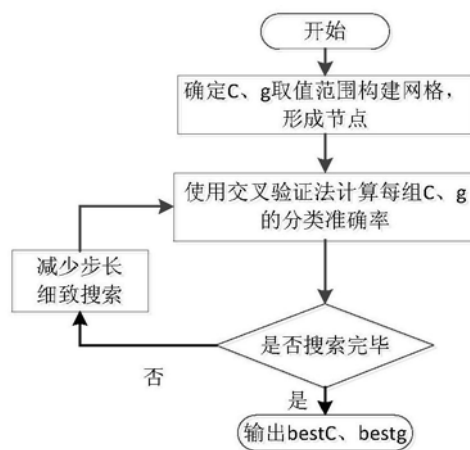 开始
确定C、g取值范围构建网格,
形成节点
使用交叉验证法计算每组C、g
的分类准确率
减少步长
细致搜索
是否搜索完毕
否
是
输出bestC、bestg